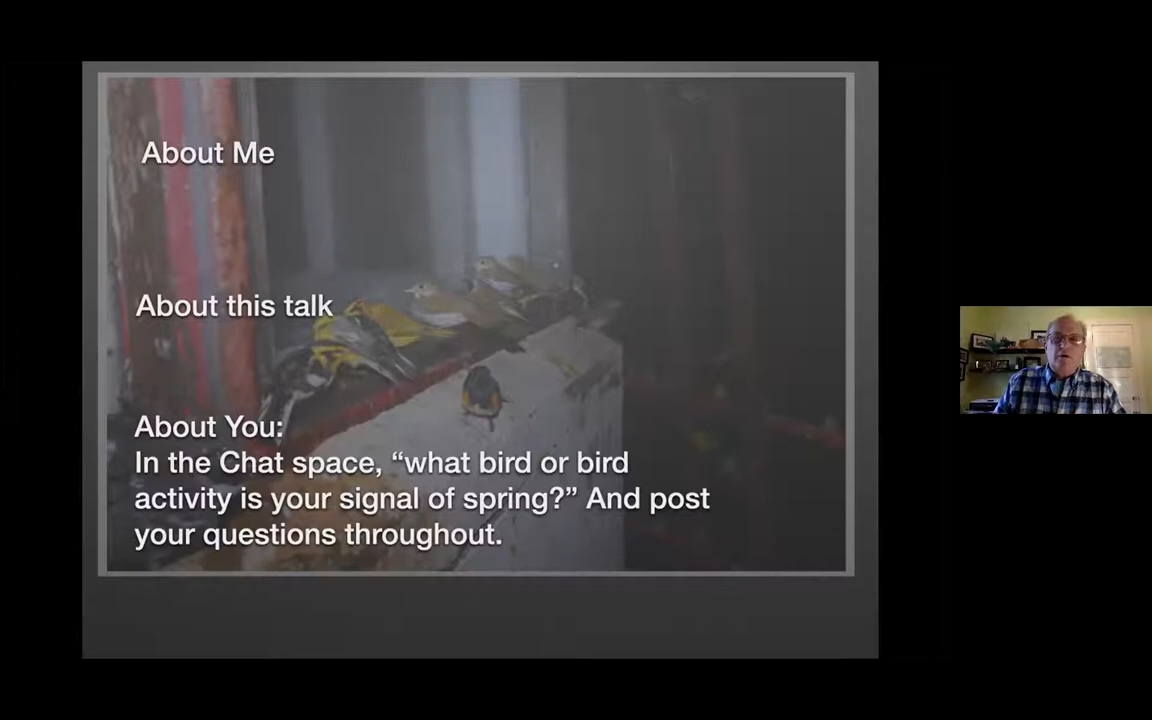 About Me
About this talk
About You:
In the Chat space, “what bird or bird
activity is your signal of spring?” And post
your questions throughout.